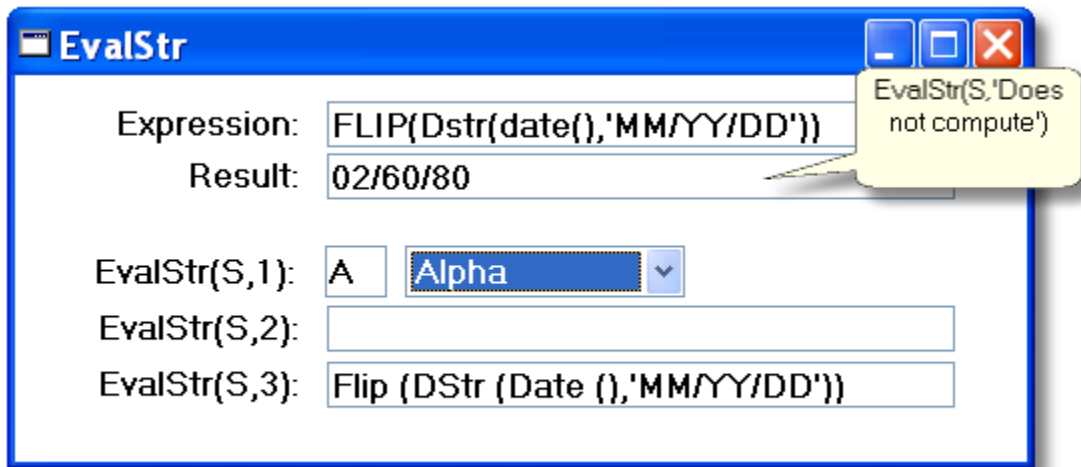 EvalStr
EvalStr(S,'Does
not compute')
Expression: FLIP(Dstr(date(),'MM/YY/DD'))
Result: 02/60/80
EvalStr(S,1): A Alpha
EvalStr(S,2):
EvalStr(S,3): Flip (DStr (Date (),'MM/YY/DD'))